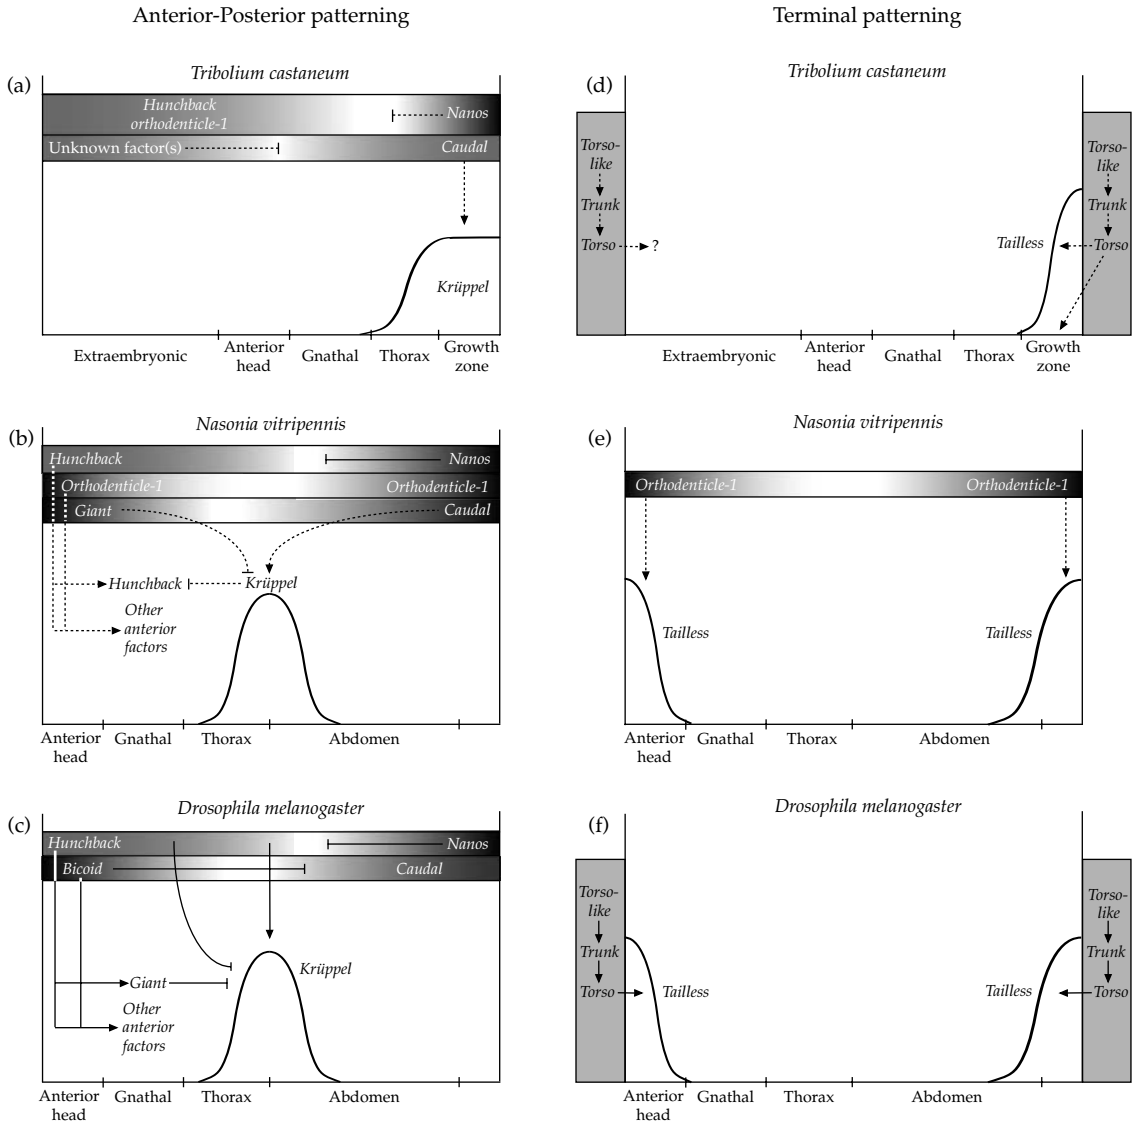 Anterior-Posterior patterning
Terminal patterning
(a)
Tribolium castaneum
Hunchback
orthodenticle-1
Nanos
Unknown factor(s)
Caudal
Krüppel
Extraembryonic
Anterior
head
Gnathal
Thorax
Growth
zone
(d)
Tribolium castaneum
Torso-
like
Trunk
Torso
?
Tailless
Torso-
like
Trunk
Torso
Extraembryonic
Anterior
head
Gnathal
Thorax
Growth
zone
(b)
Nasonia vitripennis
Hunchback
Nanos
Orthodenticle-1
Orthodenticle-1
Giant
Caudal
Hunchback
Krüppel
Other
anterior
factors
Anterior
head
Gnathal
Thorax
Abdomen
(e)
Nasonia vitripennis
Orthodenticle-1
Orthodenticle-1
Tailless
Tailless
Anterior
head
Gnathal
Thorax
Abdomen
(c)
Drosophila melanogaster
Hunchback
Nanos
Bicoid
Caudal
Krüppel
Giant
Other
anterior
factors
Anterior
head
Gnathal
Thorax
Abdomen
(f)
Drosophila melanogaster
Torso-
like
Trunk
Torso
Tailless
Tailless
Torso-
like
Trunk
Torso
Anterior
head
Gnathal
Thorax
Abdomen